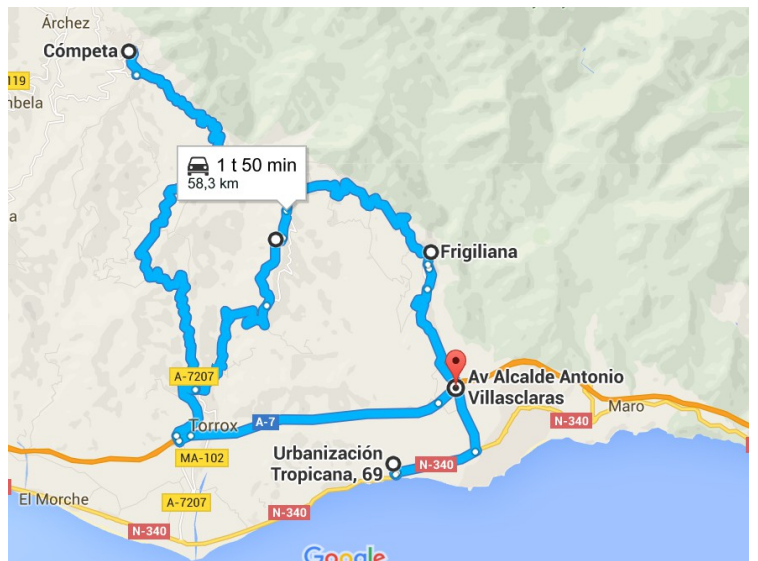 Árchez
Cómpeta
119
nbela
1 t 50 min
58,3 km
a
Frigiliana
A-7207
Av Alcalde Antonio
Villasclaras
Maro
N-340
Torrox
A-7
MA-102
Urbanización
Tropicana, 69
N-340
El Morche
A-7207
N-340
N-340
Google